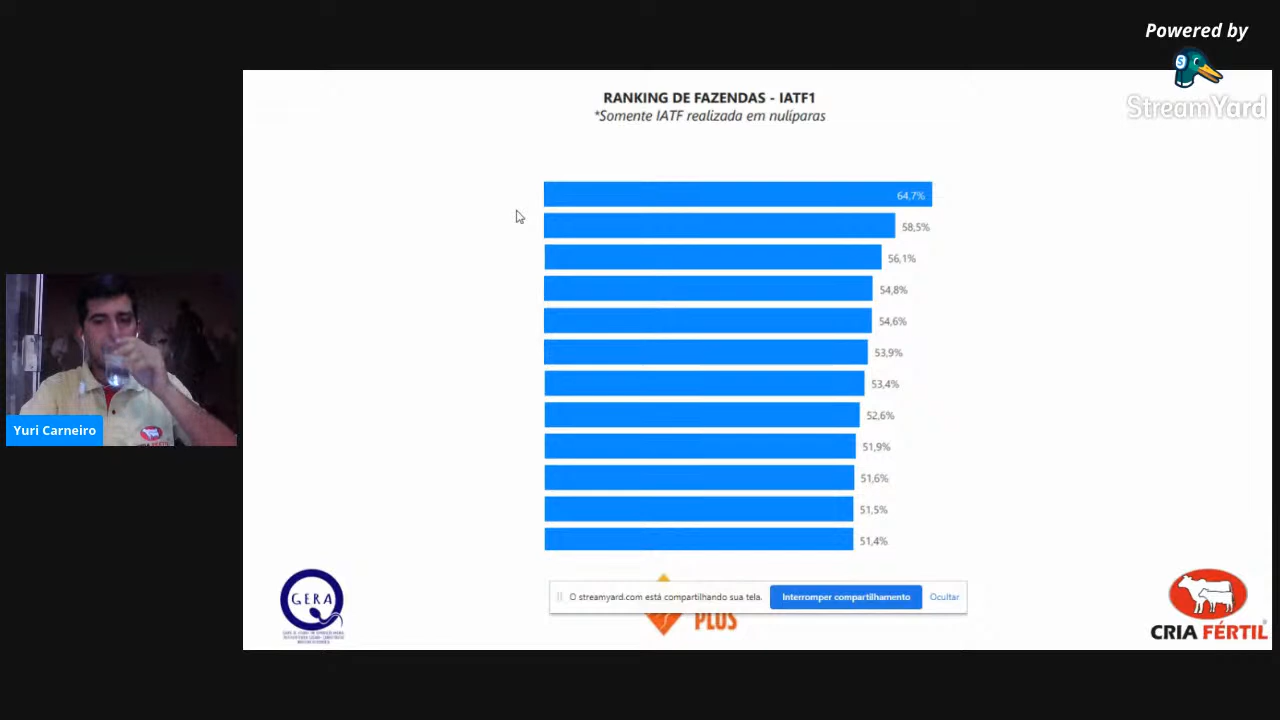 Powered by
StreamYard
RANKING DE FAZENDAS - IATF1
*Somente IATF realizada em nulíparas
64,7%
58,5%
56,1%
54,8%
54,6%
53,9%
53,4%
52,6%
51,9%
51,6%
51,5%
51,4%
Yuri Carneiro
CRIA FÉRTIL
GERA
O streamyard.com está compartilhando sua tela.
Interromper compartilhamento
Ocultar
PLUS
CRIA FÉRTIL